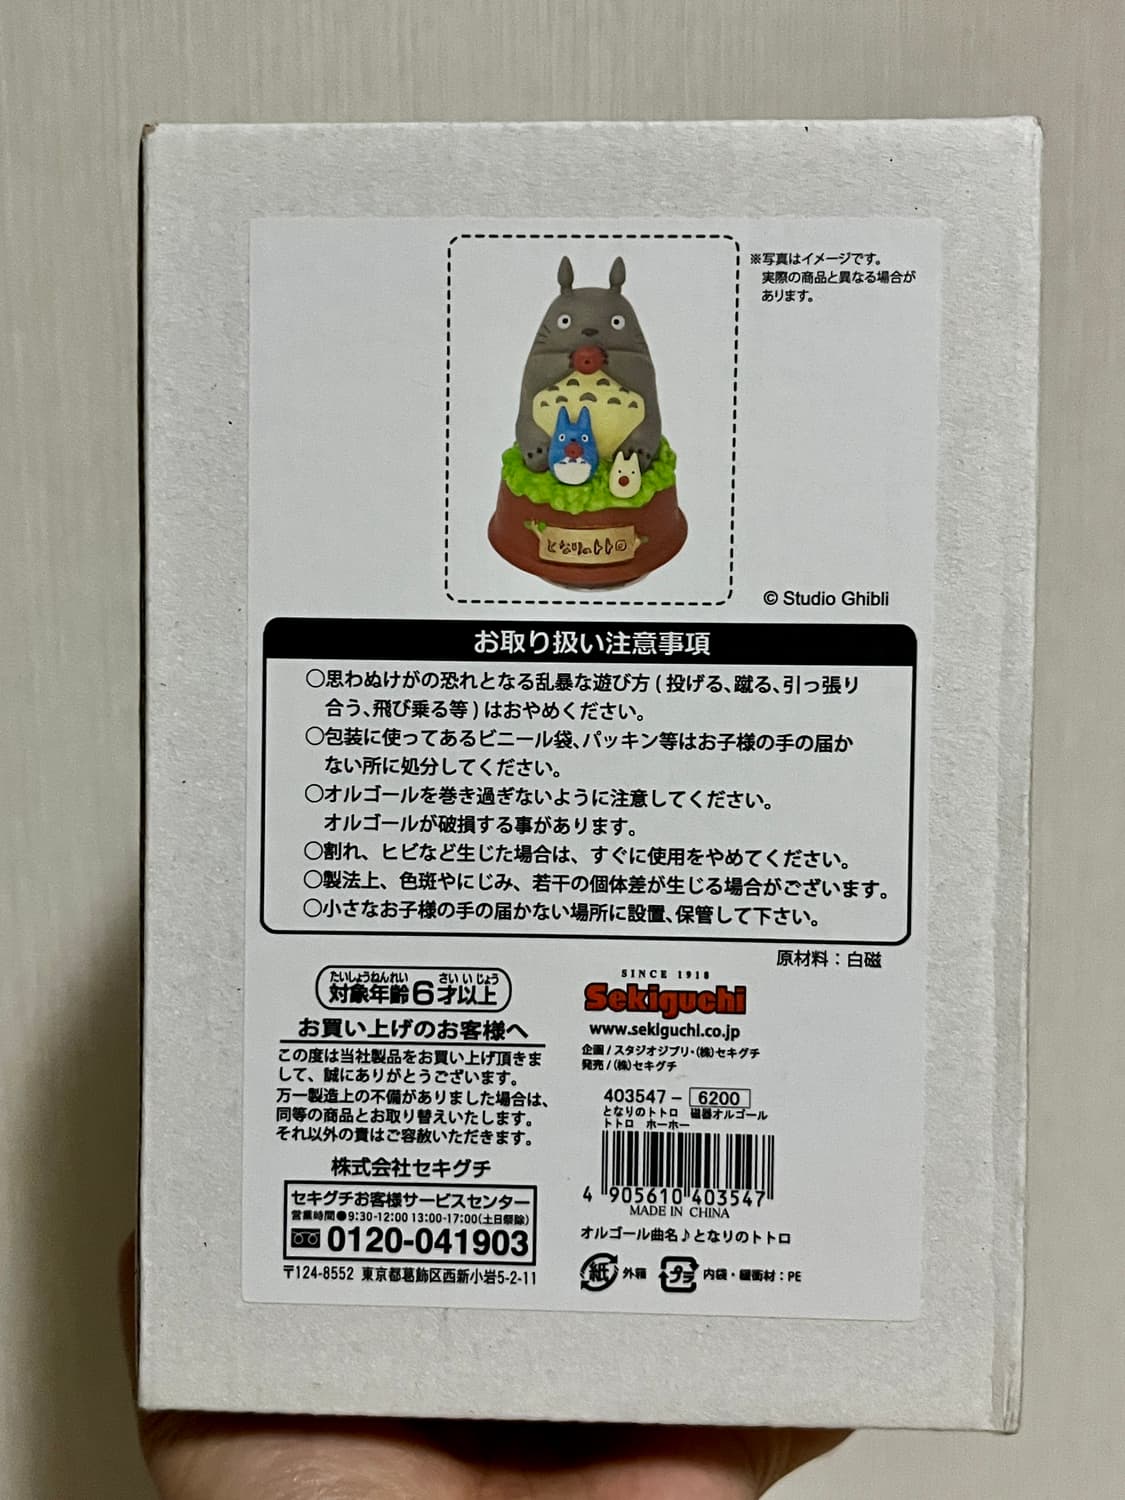 ※写真はイメージです。
実際の商品と異なる場合が
あります。
となりのトトロ
© Studio Ghibli
お取り扱い注意事項
○思わぬけがの恐れとなる乱暴な遊び方(投げる、蹴る、引っ張り
合う、飛び乗る等)はおやめください。
○包装に使ってあるビニール袋、パッキン等はお子様の手の届か
ない所に処分してください。
○オルゴールを巻き過ぎないように注意してください。
オルゴールが破損する事があります。
○割れ、ヒビなど生じた場合は、すぐに使用をやめてください。
○製法上、色斑やにじみ、若干の個体差が生じる場合がございます。
○小さなお子様の手の届かない場所に設置、保管して下さい。
原材料：白磁
たいしょうねんれい さい いじょう
対象年齢6才以上
お買い上げのお客様へ
この度は当社製品をお買い上げ頂きま
して、誠にありがとうございます。
万一製造上の不備がありました場合は、
同等の商品とお取り替えいたします。
それ以外の責はご容赦いただきます。
株式会社セキグチ
セキグチお客様サービスセンター
営業時間●9:30-12:00 13:00-17:00(土日祭除)
0120-041903
〒124-8552 東京都葛飾区西新小岩5-2-11
SINCE 1918
Sekiguchi
www.sekiguchi.co.jp
企画/スタジオジブリ・(株)セキグチ
発売/(株)セキグチ
403547- 6200
となりのトトロ 磁器オルゴール
トトロ ホーホー
4 905610 403547
MADE IN CHINA
オルゴール曲名♪となりのトトロ
紙 外箱 プラ 内袋・緩衝材：PE